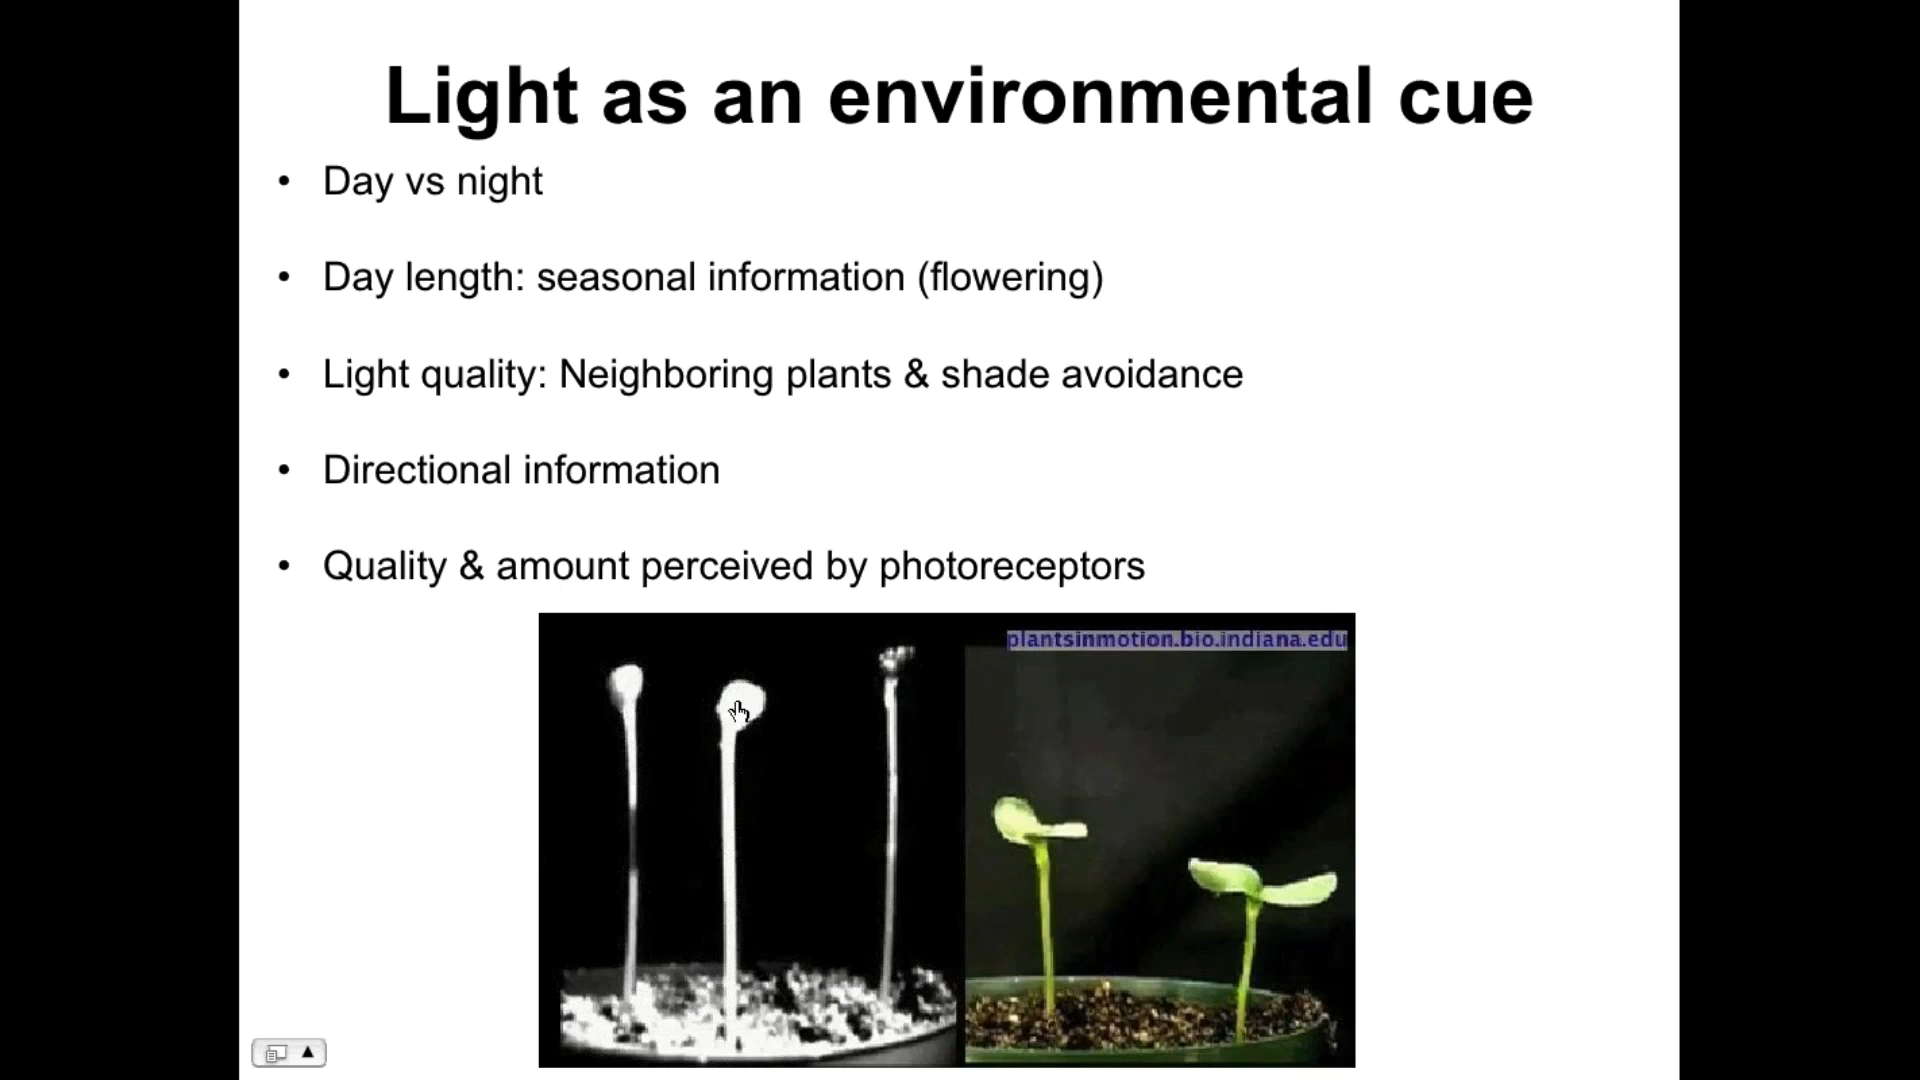 Light as an environmental cue
• Day vs night
• Day length: seasonal information (flowering)
• Light quality: Neighboring plants & shade avoidance
• Directional information
• Quality & amount perceived by photoreceptors
plantsinmotion.bio.indiana.edu